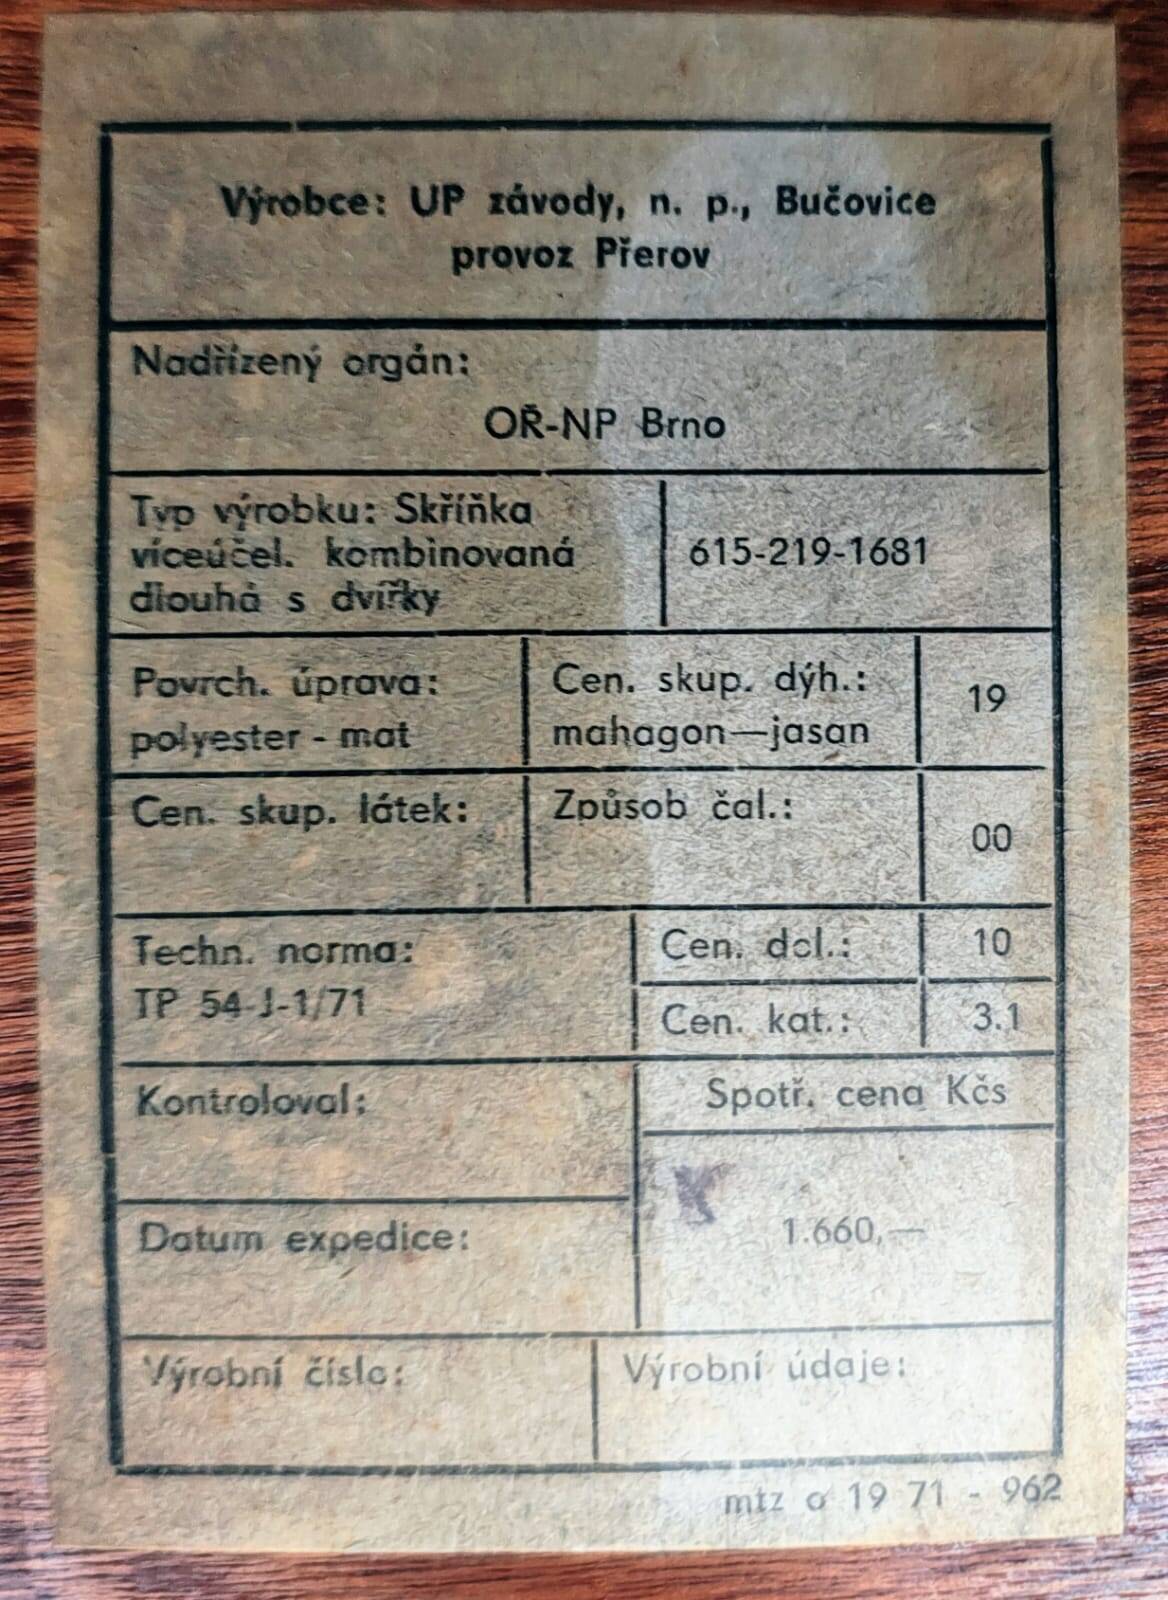 Výrobce: UP závody, n. p., Bučovice
provoz Přerov
Nadřízený orgán:
OŘ-NP Brno
Typ výrobku: Skříňka
víceúčel. kombinovaná
dlouhá s dvířky
615-219-1681
Povrch. úprava:
polyester - mat
Cen. skup. dýh.:
mahagon—jasan
19
Cen. skup. látek:
Způsob čal.:
00
Techn. norma:
TP 54-J-1/71
Cen. dcl.:
10
Cen. kat.:
3.1
Kontroloval:
Spotř. cena Kčs
1.660,—
Datum expedice:
Výrobní číslo:
Výrobní údaje:
mtz o 19 71 - 962